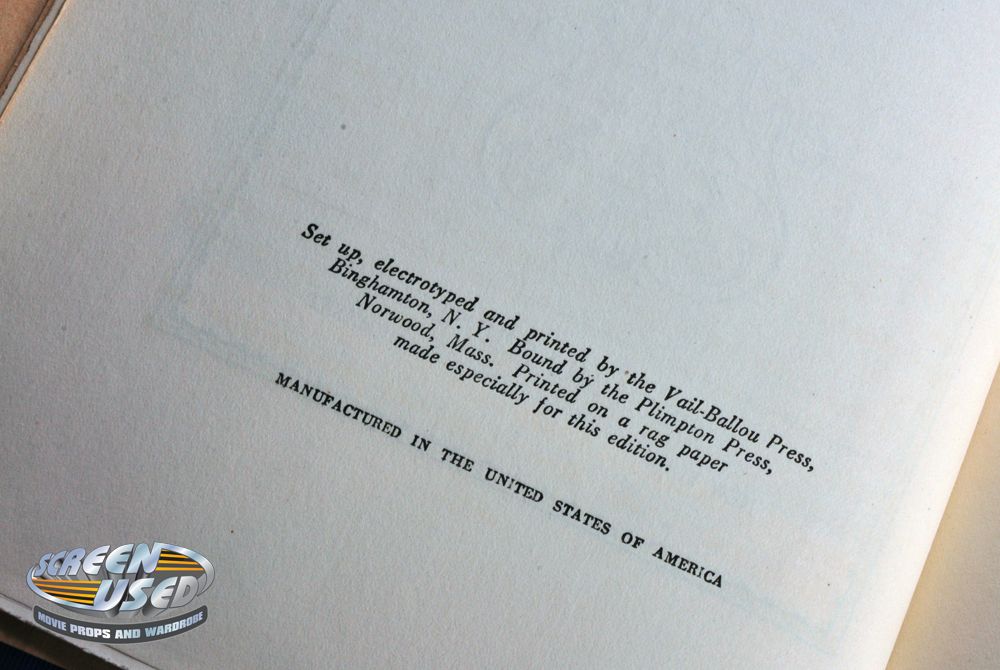 Set up, electrotyped and printed by the Vail-Ballou Press,
Binghamton, N. Y. Bound by the Plimpton Press,
Norwood, Mass. Printed on a rag paper
made especially for this edition.
MANUFACTURED IN THE UNITED STATES OF AMERICA
SCREEN
USED
MOVIE PROPS AND WARDROBE